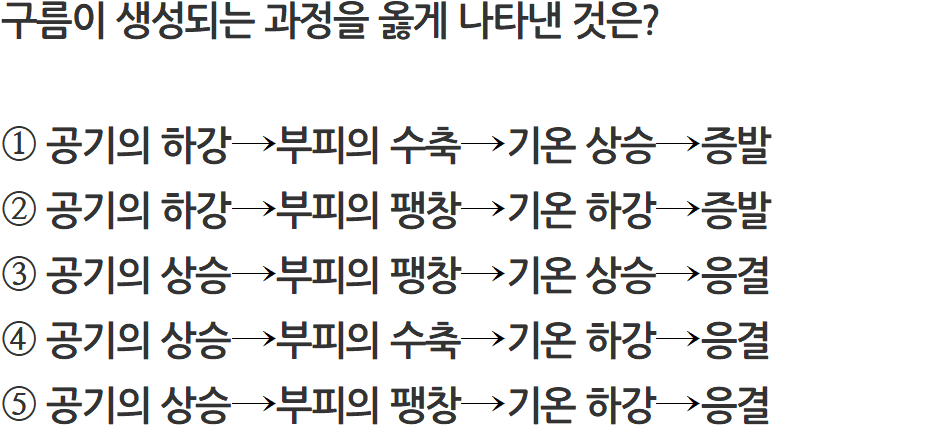 구름이 생성되는 과정을 옳게 나타낸 것은?
① 공기의 하강→부피의 수축→기온 상승→증발
② 공기의 하강→부피의 팽창→기온 하강→증발
③ 공기의 상승→부피의 팽창→기온 상승→응결
④ 공기의 상승→부피의 수축→기온 하강→응결
⑤ 공기의 상승→부피의 팽창→기온 하강→응결